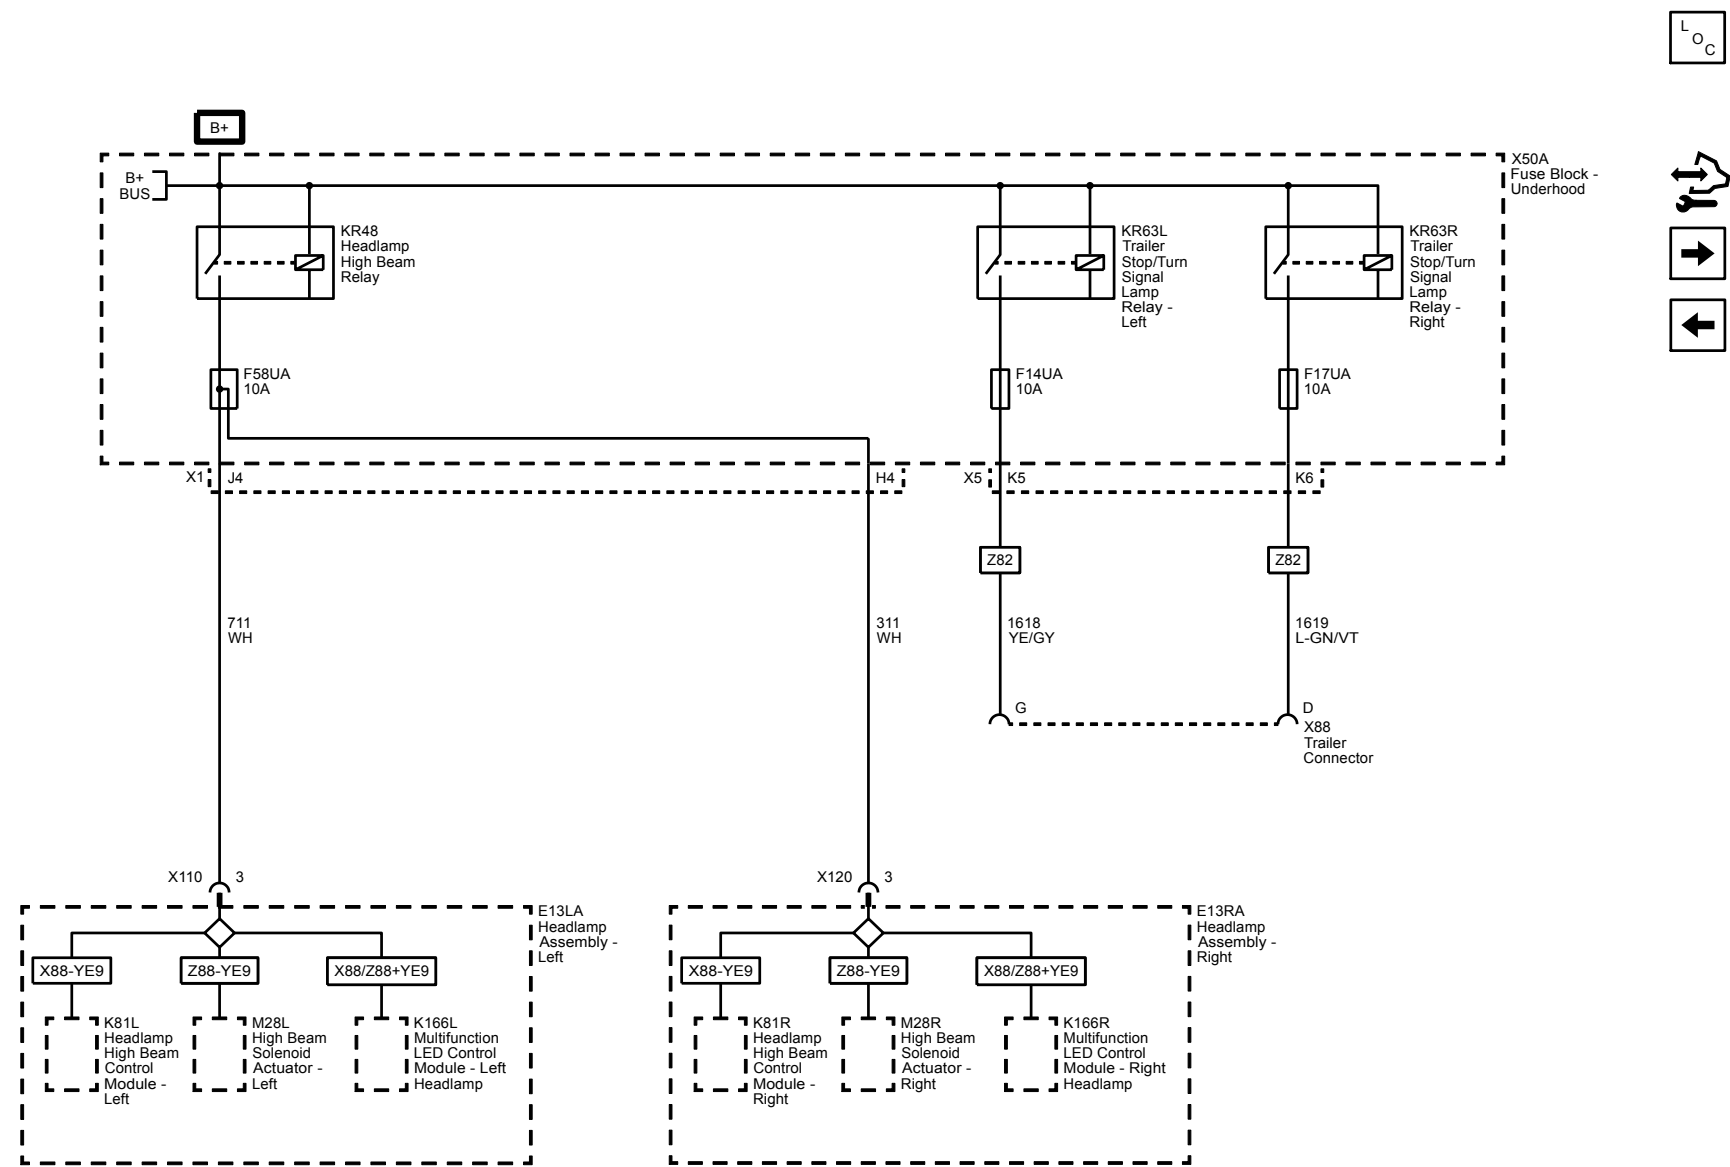 L
O
C
B+
B+
BUS
X50A
Fuse Block -
Underhood
KR48
Headlamp
High Beam
Relay
KR63L
Trailer
Stop/Turn
Signal
Lamp
Relay -
Left
KR63R
Trailer
Stop/Turn
Signal
Lamp
Relay -
Right
F58UA
10A
F14UA
10A
F17UA
10A
X1
J4
H4
X5
K5
K6
Z82
Z82
711
WH
311
WH
1618
YE/GY
1619
L-GN/VT
G
D
X88
Trailer
Connector
X110
3
X120
3
E13LA
Headlamp
Assembly -
Left
E13RA
Headlamp
Assembly -
Right
X88-YE9
Z88-YE9
X88/Z88+YE9
X88-YE9
Z88-YE9
X88/Z88+YE9
K81L
Headlamp
High Beam
Control
Module -
Left
M28L
High Beam
Solenoid
Actuator -
Left
K166L
Multifunction
LED Control
Module - Left
Headlamp
K81R
Headlamp
High Beam
Control
Module -
Right
M28R
High Beam
Solenoid
Actuator -
Right
K166R
Multifunction
LED Control
Module - Right
Headlamp